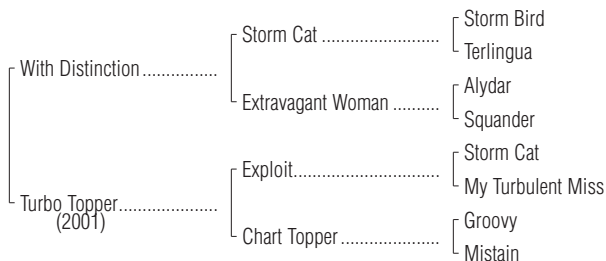 Storm Bird
Storm Cat ......................
Terlingua
With Distinction ..............
Alydar
Extravagant Woman .........
Squander
Storm Cat
Exploit...........................
My Turbulent Miss
Turbo Topper..................
(2001)
Groovy
Chart Topper ..................
Mistain